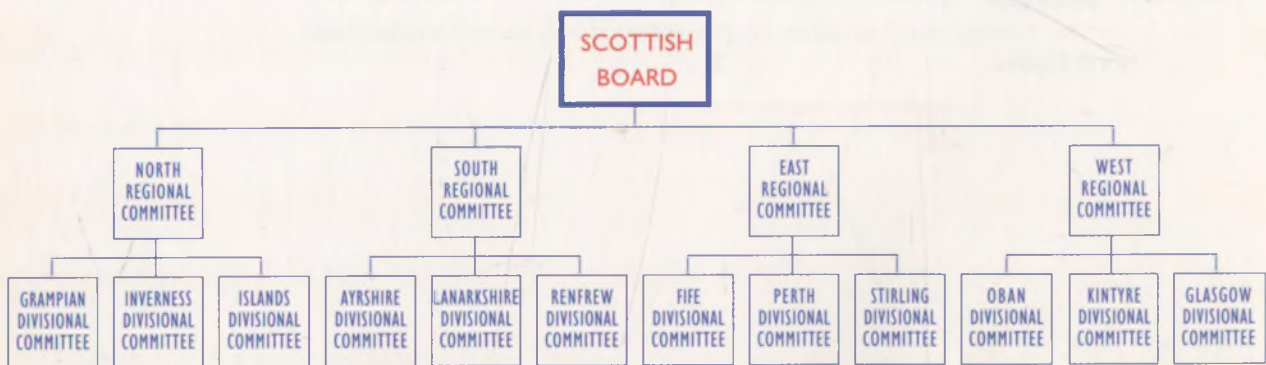 SCOTTISH
BOARD
NORTH
REGIONAL
COMMITTEE
SOUTH
REGIONAL
COMMITTEE
EAST
REGIONAL
COMMITTEE
WEST
REGIONAL
COMMITTEE
GRAMPIAN
DIVISIONAL
COMMITTEE
INVERNESS
DIVISIONAL
COMMITTEE
ISLANDS
DIVISIONAL
COMMITTEE
AYRSHIRE
DIVISIONAL
COMMITTEE
LANARKSHIRE
DIVISIONAL
COMMITTEE
RENFREW
DIVISIONAL
COMMITTEE
FIFE
DIVISIONAL
COMMITTEE
PERTH
DIVISIONAL
COMMITTEE
STIRLING
DIVISIONAL
COMMITTEE
OBAN
DIVISIONAL
COMMITTEE
KINTYRE
DIVISIONAL
COMMITTEE
GLASGOW
DIVISIONAL
COMMITTEE